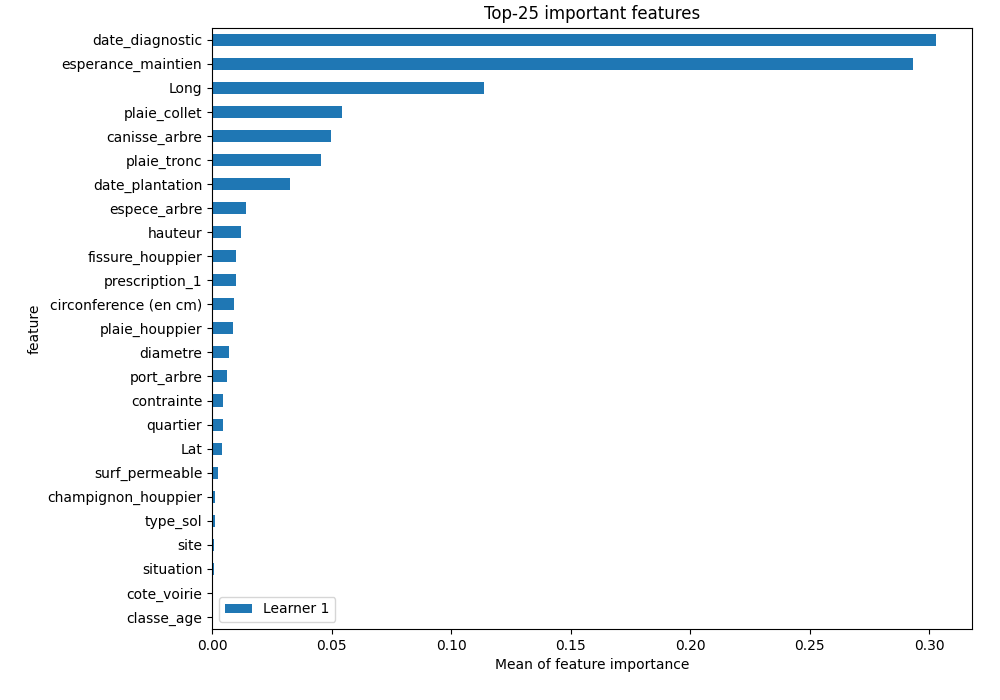 Top-25 important features
date_diagnostic
esperance_maintien
Long
plaie_collet
canisse_arbre
plaie_tronc
date_plantation
espece_arbre
hauteur
fissure_houppier
prescription_1
circonference (en cm)
plaie_houppier
diametre
port_arbre
contrainte
quartier
Lat
surf_permeable
champignon_houppier
type_sol
site
situation
cote_voirie
classe_age
feature
Learner 1
0.00 0.05 0.10 0.15 0.20 0.25 0.30
Mean of feature importance